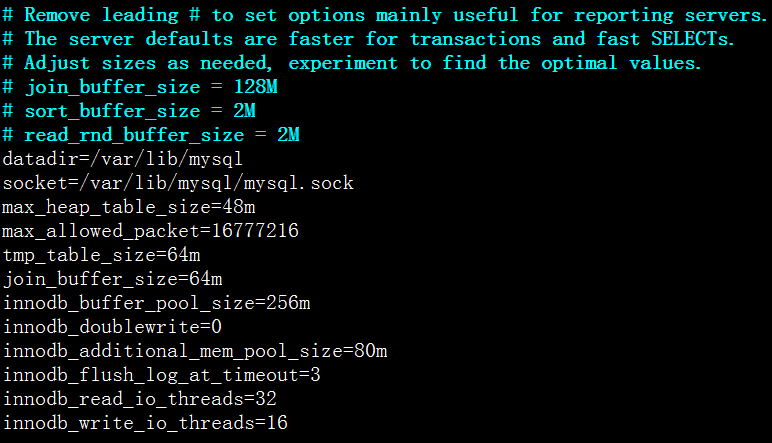 # Remove leading # to set options mainly useful for reporting servers.
# The server defaults are faster for transactions and fast SELECTs.
# Adjust sizes as needed, experiment to find the optimal values.
# join_buffer_size = 128M
# sort_buffer_size = 2M
# read_rnd_buffer_size = 2M
datadir=/var/lib/mysql
socket=/var/lib/mysql/mysql.sock
max_heap_table_size=48m
max_allowed_packet=16777216
tmp_table_size=64m
join_buffer_size=64m
innodb_buffer_pool_size=256m
innodb_doublewrite=0
innodb_additional_mem_pool_size=80m
innodb_flush_log_at_timeout=3
innodb_read_io_threads=32
innodb_write_io_threads=16